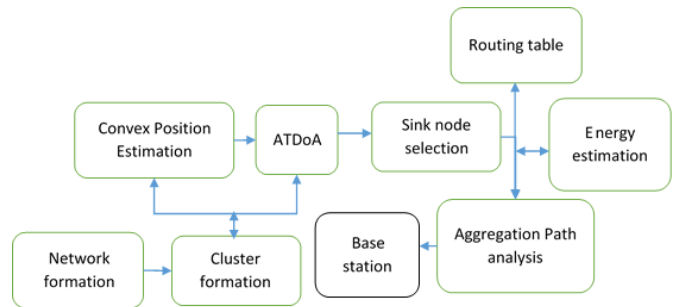 Routing table
Convex Position
Estimation
ATDoA
Sink node
selection
Energy
estimation
Network
formation
Cluster
formation
Base
station
Aggregation Path
analysis